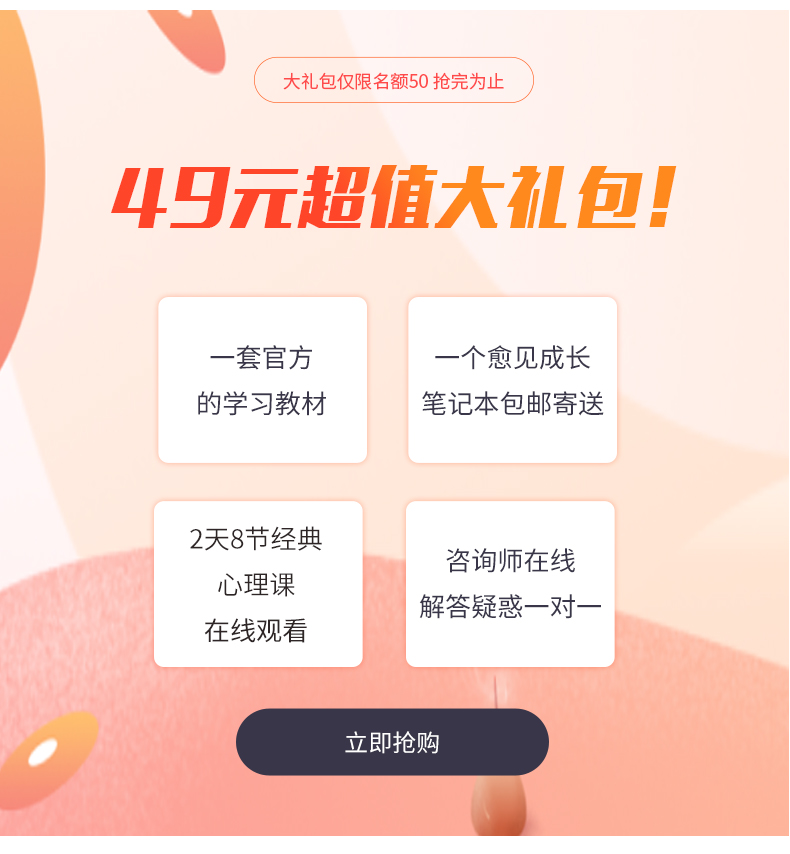 大礼包仅限名额50 抢完为止
49元超值大礼包!
一套官方
的学习教材
一个愈见成长
笔记本包邮寄送
2天8节经典
心理课
在线观看
咨询师在线
解答疑惑一对一
立即抢购